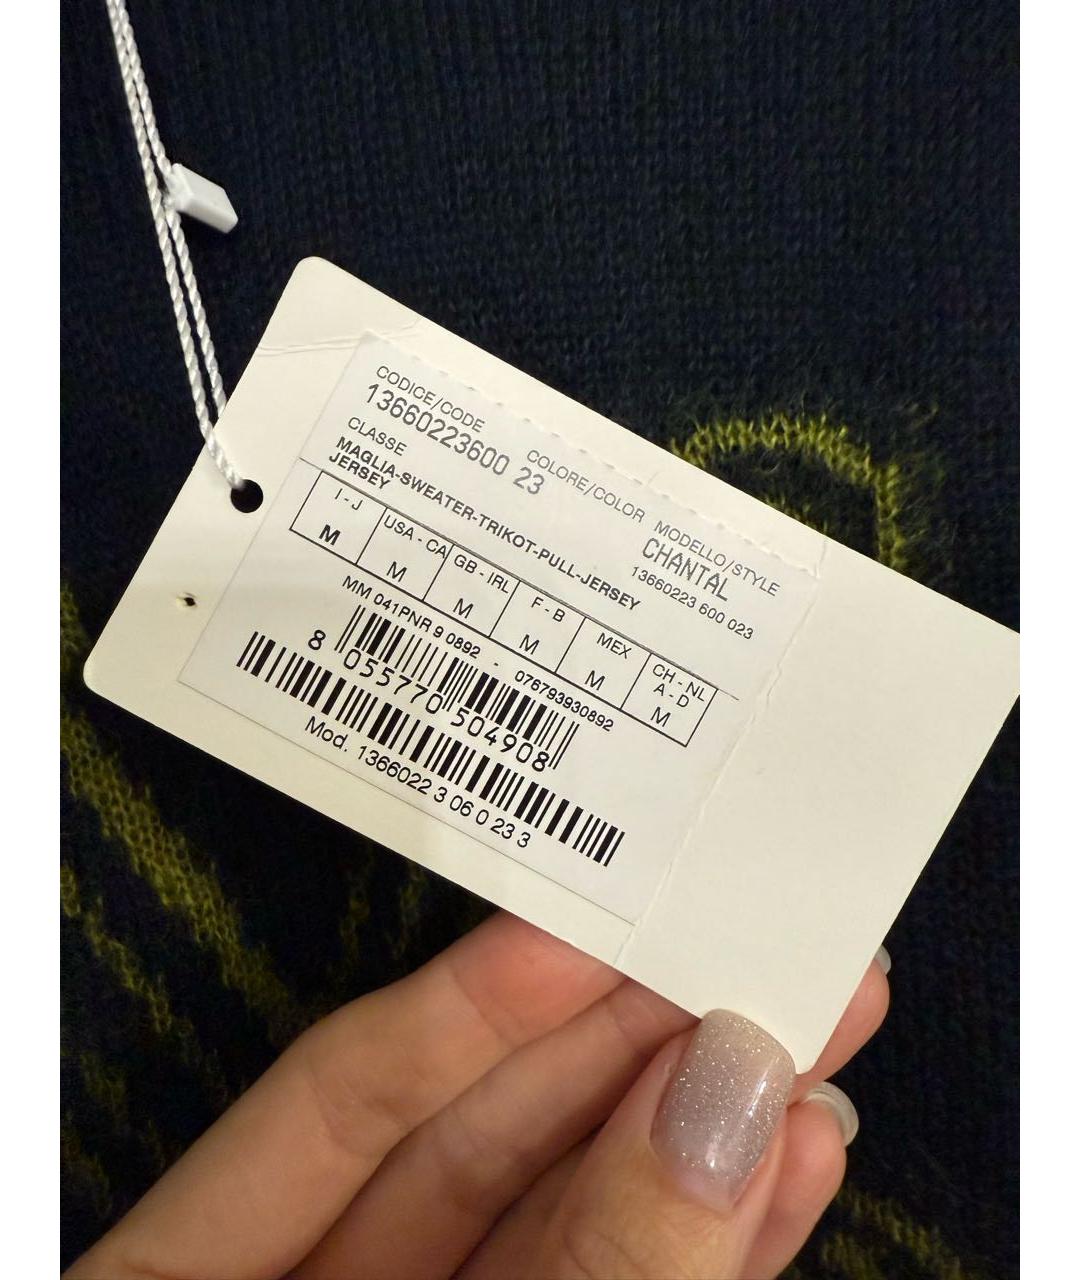 CODICE/CODE
13660223600 23
COLORE/COLOR
MODELLO/STYLE
CHANTAL
13660223 600 023
CLASSE
MAGLIA-SWEATER-TRIKOT-PULL-JERSEY
JERSEY
I - J
USA - CA
GB - IRL
F - B
MEX
CH - NL
A - D
M
M
M
M
M
M
MM 041PNR 9 0892 - 076793930892
8 055770 504908
Mod. 1366022 3 06 0 23 3